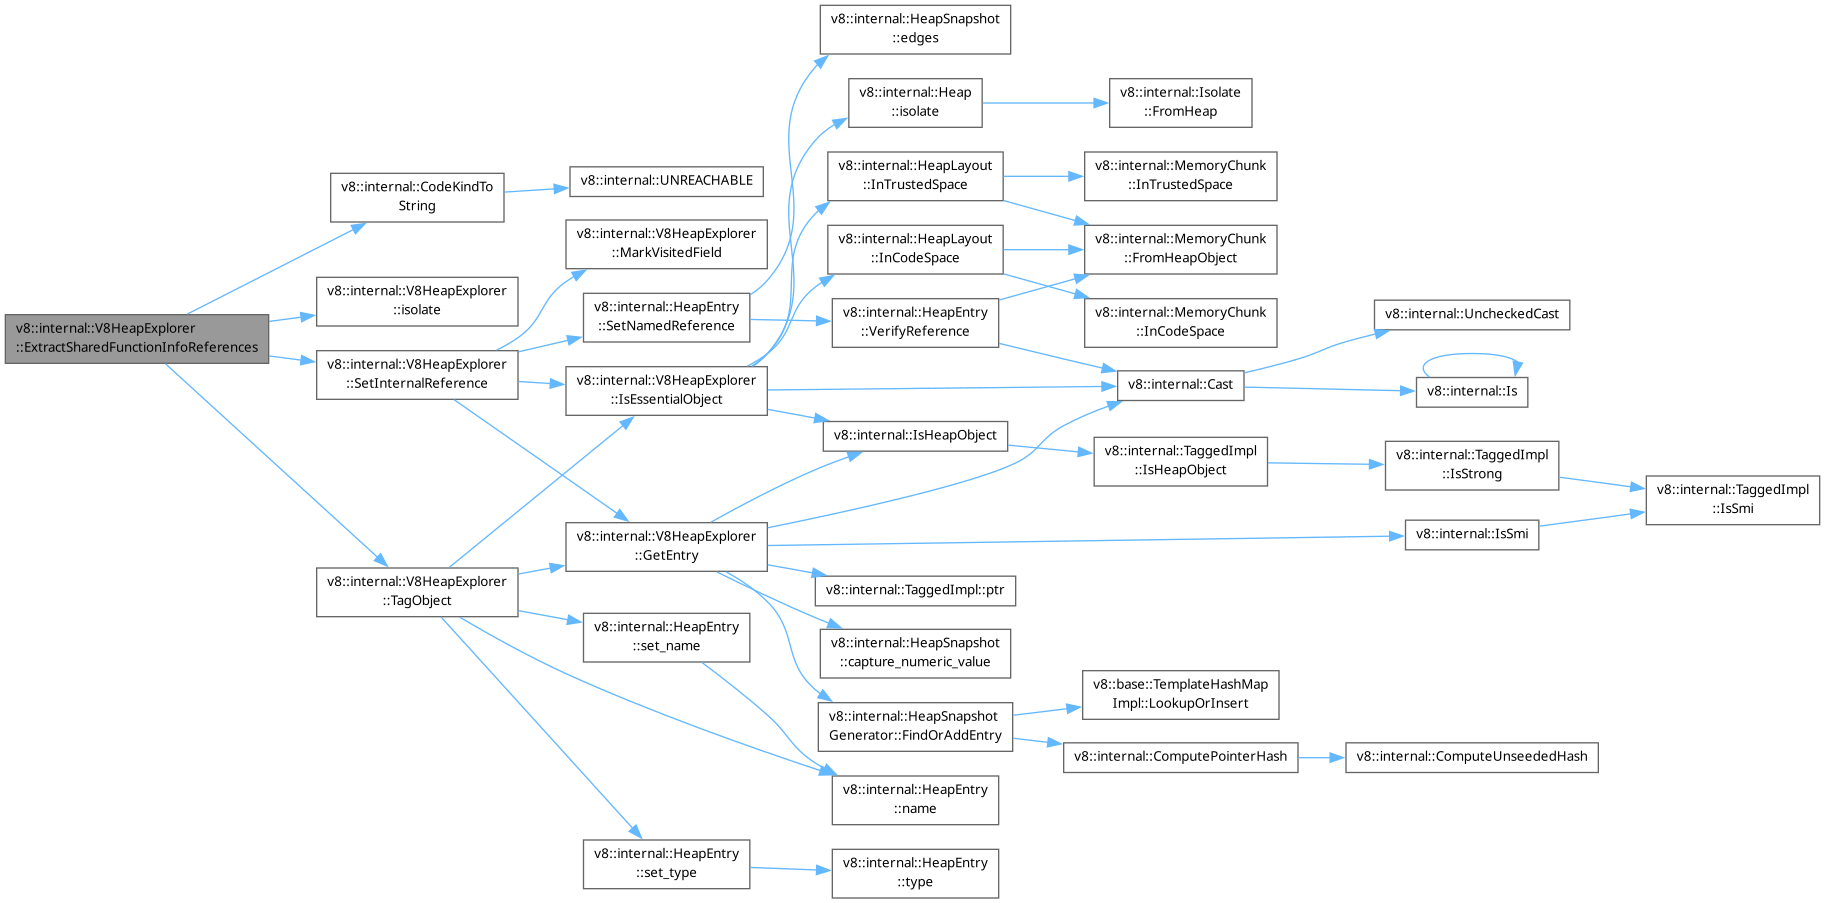 v8::internal::V8HeapExplorer
::ExtractSharedFunctionInfoReferences
v8::internal::CodeKindTo
String
v8::internal::UNREACHABLE
v8::internal::V8HeapExplorer
::isolate
v8::internal::V8HeapExplorer
::SetInternalReference
v8::internal::V8HeapExplorer
::MarkVisitedField
v8::internal::HeapEntry
::SetNamedReference
v8::internal::HeapSnapshot
::edges
v8::internal::HeapEntry
::VerifyReference
v8::internal::V8HeapExplorer
::IsEssentialObject
v8::internal::Heap
::isolate
v8::internal::Isolate
::FromHeap
v8::internal::HeapLayout
::InTrustedSpace
v8::internal::MemoryChunk
::InTrustedSpace
v8::internal::HeapLayout
::InCodeSpace
v8::internal::MemoryChunk
::FromHeapObject
v8::internal::MemoryChunk
::InCodeSpace
v8::internal::Cast
v8::internal::UncheckedCast
v8::internal::Is
v8::internal::IsHeapObject
v8::internal::TaggedImpl
::IsHeapObject
v8::internal::TaggedImpl
::IsStrong
v8::internal::TaggedImpl
::IsSmi
v8::internal::V8HeapExplorer
::GetEntry
v8::internal::IsSmi
v8::internal::TaggedImpl::ptr
v8::internal::HeapSnapshot
::capture_numeric_value
v8::internal::HeapSnapshot
Generator::FindOrAddEntry
v8::base::TemplateHashMap
Impl::LookupOrInsert
v8::internal::ComputePointerHash
v8::internal::ComputeUnseededHash
v8::internal::V8HeapExplorer
::TagObject
v8::internal::HeapEntry
::set_name
v8::internal::HeapEntry
::name
v8::internal::HeapEntry
::set_type
v8::internal::HeapEntry
::type